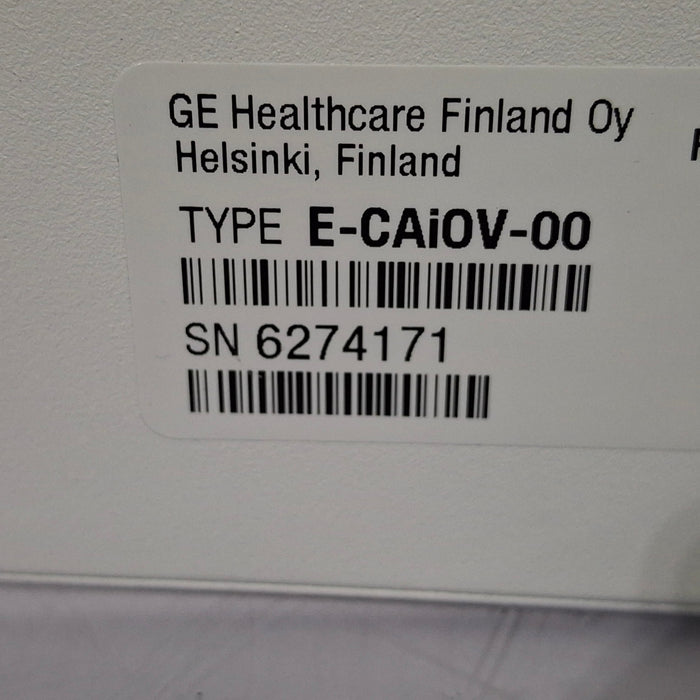 GE Healthcare Finland Oy
Helsinki, Finland
TYPE E-CAiOV-00
SN 6274171